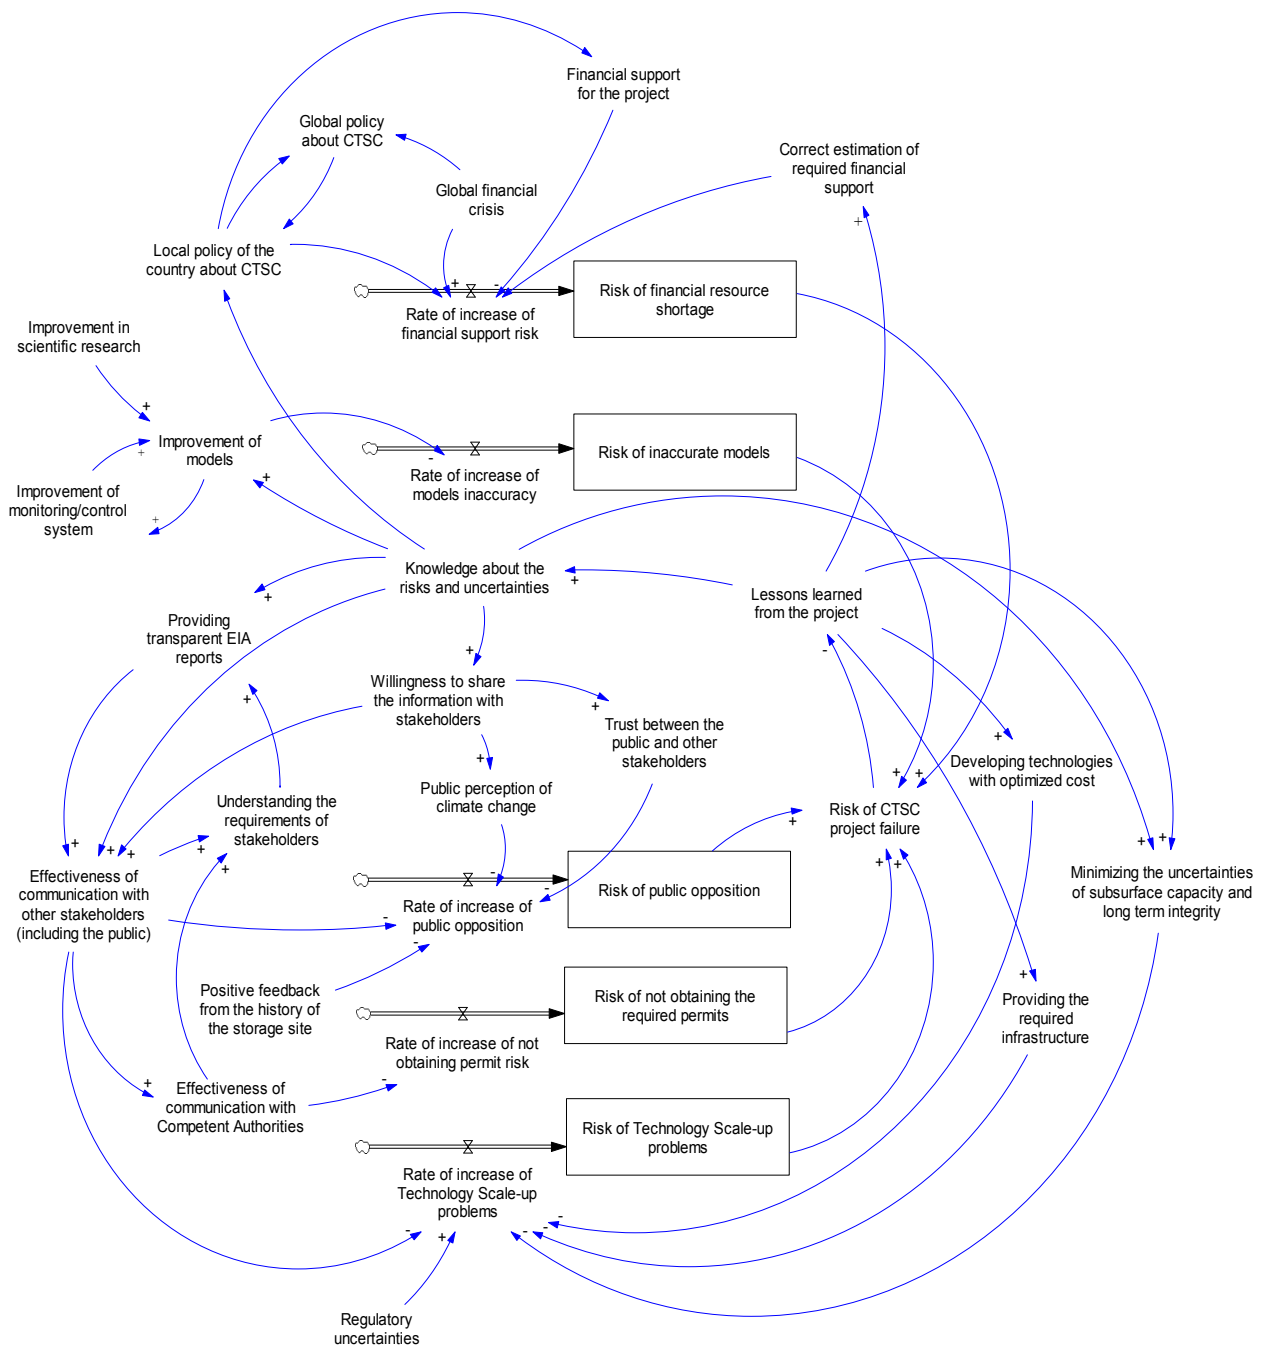 Financial support
for the project
Global policy
about CTSC
Correct estimation of
required financial
support
+
Global financial
crisis
Local policy of the
country about CTSC
+
-
Rate of increase of
financial support risk
Risk of financial resource
shortage
Improvement in
scientific research
+
Improvement of
models
+
+
-
Rate of increase of
models inaccuracy
Risk of inaccurate models
Improvement of
monitoring/control
system
+
Knowledge about the
risks and uncertainties
+
Lessons learned
from the project
-
+
Providing
transparent EIA
reports
+
+
Willingness to share
the information with
stakeholders
+
Trust between the
public and other
stakeholders
+
Developing technologies
with optimized cost
+
Public perception of
climate change
Understanding the
requirements of
stakeholders
+
+
+
+
Risk of CTSC
project failure
+
+
+
+
+
+
Effectiveness of
communication with
other stakeholders
(including the public)
+
+
Minimizing the uncertainties
of subsurface capacity and
long term integrity
-
-
-
-
Rate of increase of
public opposition
Risk of public opposition
Positive feedback
from the history of
the storage site
Risk of not obtaining the
required permits
+
Providing the
required
infrastructure
Rate of increase of not
obtaining permit risk
-
+
Effectiveness of
communication with
Competent Authorities
Risk of Technology Scale-up
problems
Rate of increase of
Technology Scale-up
problems
-
+
-
-
-
Regulatory
uncertainties